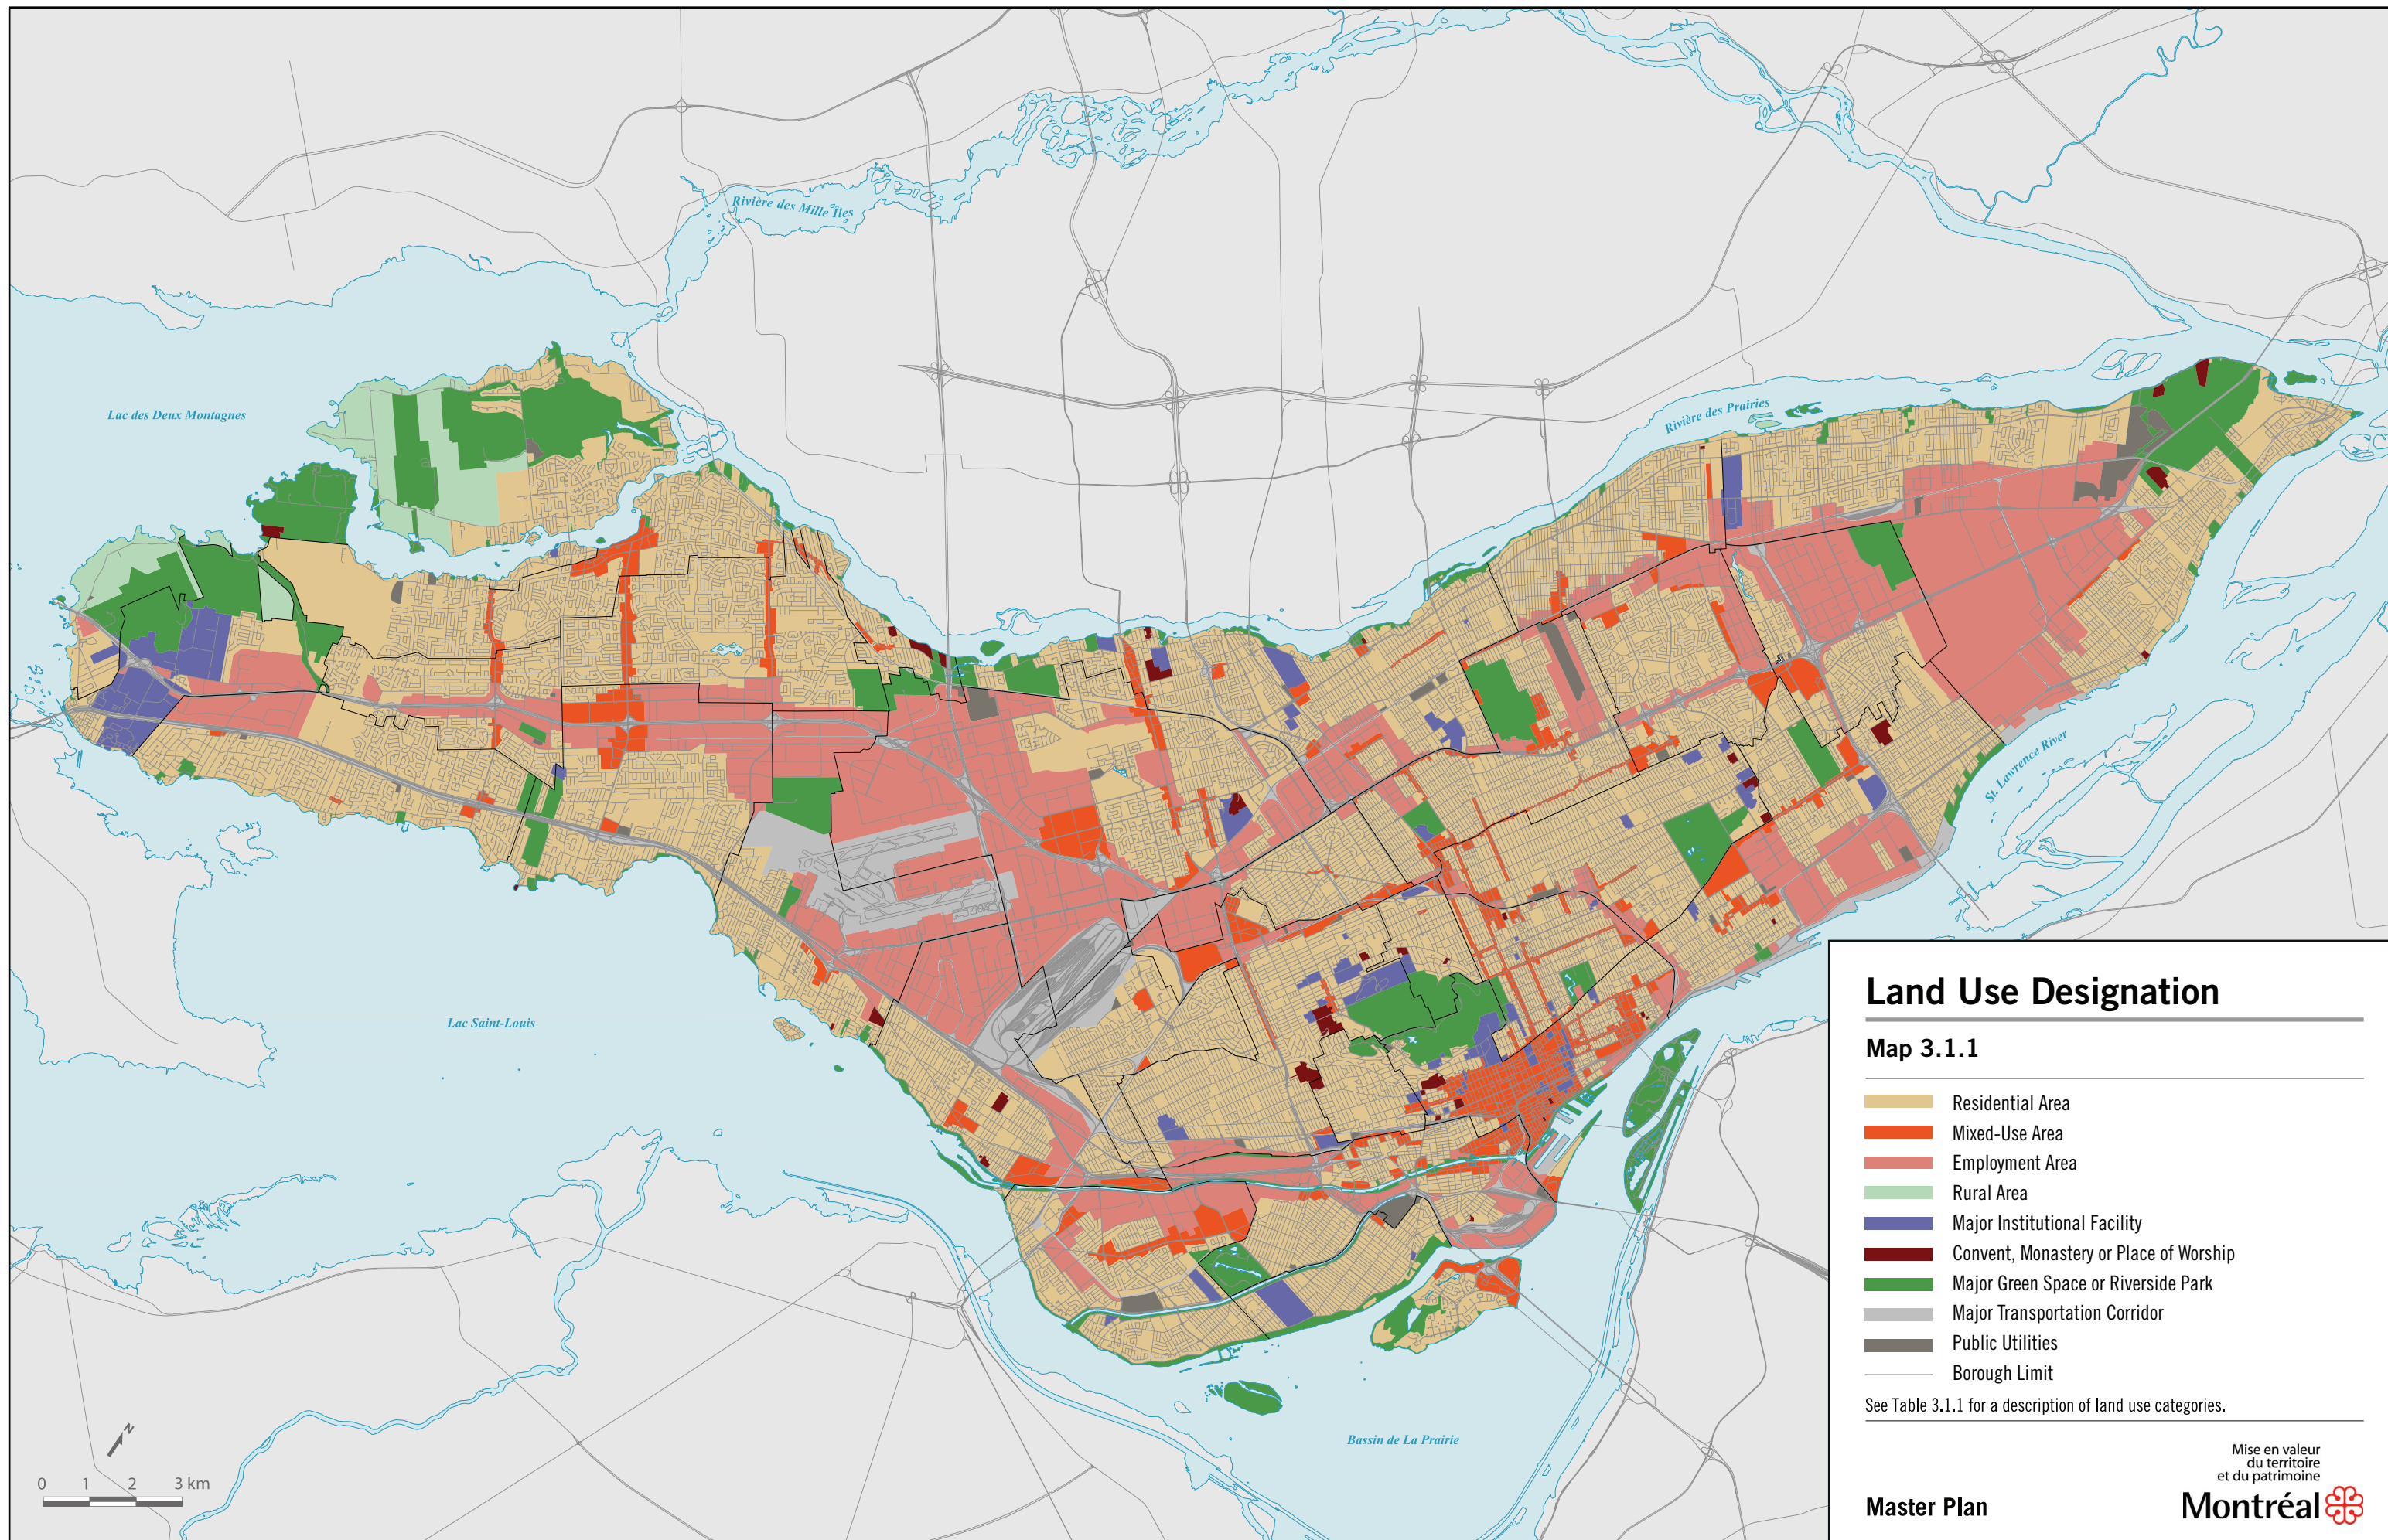 Rivière des Mille Îles
Lac des Deux Montagnes
Rivière des Prairies
St. Lawrence River
Lac Saint-Louis
Bassin de La Prairie
N
0 1 2 3 km
Land Use Designation
Map 3.1.1
Residential Area
Mixed-Use Area
Employment Area
Rural Area
Major Institutional Facility
Convent, Monastery or Place of Worship
Major Green Space or Riverside Park
Major Transportation Corridor
Public Utilities
Borough Limit
See Table 3.1.1 for a description of land use categories.
Mise en valeur
du territoire
et du patrimoine
Master Plan
Montréal